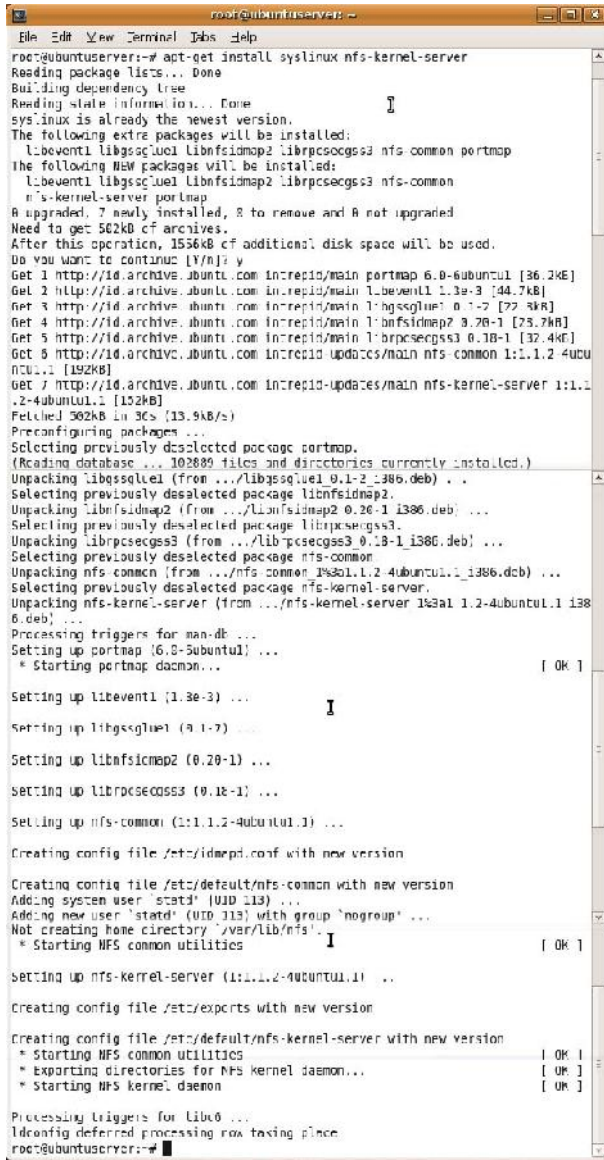 root@ubuntuserver: ~
File Edit View Terminal Tabs Help
root@ubuntuserver:~# apt-get install syslinux nfs-kernel-server
Reading package lists... Done
Building dependency tree
Reading state information... Done
syslinux is already the newest version.
The following extra packages will be installed:
libevent1 libgssglue1 libnfsidmap2 librpcsecgss3 nfs-common portmap
The following NEW packages will be installed:
libevent1 libgssglue1 libnfsidmap2 librpcsecgss3 nfs-common
nfs-kernel-server portmap
0 upgraded, 7 newly installed, 0 to remove and 0 not upgraded
Need to get 502kB of archives.
After this operation, 1556kB of additional disk space will be used.
Do you want to continue [Y/n]? y
Get 1 http://id.archive.ubuntu.com intrepid/main portmap 6.0-6ubuntu1 [36.2kB]
Get 2 http://id.archive.ubuntu.com intrepid/main libevent1 1.3e-3 [44.7kB]
Get 3 http://id.archive.ubuntu.com intrepid/main libgssglue1 0.1-2 [22.3kB]
Get 4 http://id.archive.ubuntu.com intrepid/main libnfsidmap2 0.20-1 [23.2kB]
Get 5 http://id.archive.ubuntu.com intrepid/main librpcsecgss3 0.18-1 [32.4kB]
Get 6 http://id.archive.ubuntu.com intrepid-updates/main nfs-common 1:1.1.2-4ubu
ntu1.1 [192kB]
Get 7 http://id.archive.ubuntu.com intrepid-updates/main nfs-kernel-server 1:1.1
.2-4ubuntu1.1 [152kB]
Fetched 502kB in 36s (13.9kB/s)
Preconfiguring packages ...
Selecting previously deselected package portmap.
(Reading database ... 102889 files and directories currently installed.)
Unpacking libgssglue1 (from .../libgssglue1_0.1-2_i386.deb) ...
Selecting previously deselected package libnfsidmap2.
Unpacking libnfsidmap2 (from .../libnfsidmap2 0.20-1 i386.deb) ...
Selecting previously deselected package librpcsecgss3.
Unpacking librpcsecgss3 (from .../librpcsecgss3_0.18-1_i386.deb) ...
Selecting previously deselected package nfs-common
Unpacking nfs-common (from .../nfs-common_1%3a1.1.2-4ubuntu1.1_i386.deb) ...
Selecting previously deselected package nfs-kernel-server.
Unpacking nfs-kernel-server (from .../nfs-kernel-server 1%3a1 1.2-4ubuntu1.1 i38
6.deb) ...
Processing triggers for man-db ...
Setting up portmap (6.0-6ubuntu1) ...
* Starting portmap daemon... [ OK ]
Setting up libevent1 (1.3e-3) ...
Setting up libgssglue1 (0.1-2) ...
Setting up libnfsidmap2 (0.20-1) ...
Setting up librpcsecgss3 (0.18-1) ...
Setting up nfs-common (1:1.1.2-4ubuntu1.1) ...
Creating config file /etc/idmapd.conf with new version
Creating config file /etc/default/nfs-common with new version
Adding system user `statd' (UID 113) ...
Adding new user `statd' (UID 113) with group `nogroup' ...
Not creating home directory `/var/lib/nfs'.
* Starting NFS common utilities [ OK ]
Setting up nfs-kernel-server (1:1.1.2-4ubuntu1.1) ..
Creating config file /etc/exports with new version
Creating config file /etc/default/nfs-kernel-server with new version
* Starting NFS common utilities [ OK ]
* Exporting directories for NFS kernel daemon... [ OK ]
* Starting NFS kernel daemon [ OK ]
Processing triggers for libc6 ...
ldconfig deferred processing now taking place
root@ubuntuserver:~#